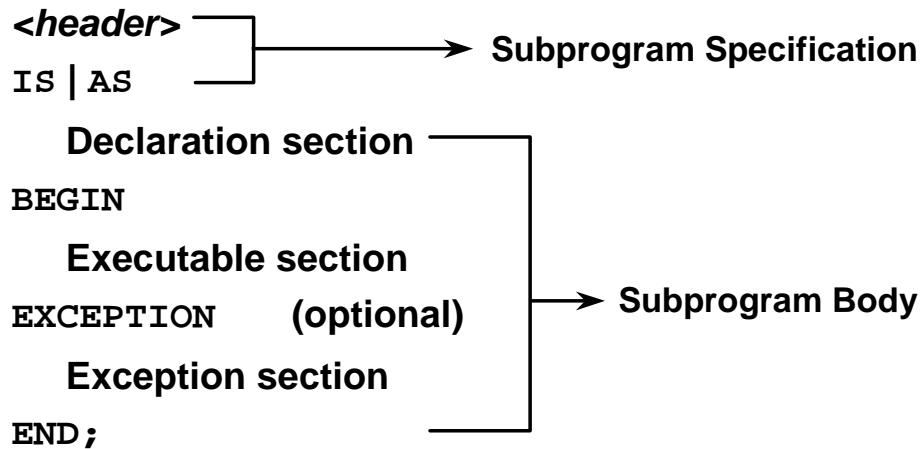 <header>
Subprogram Specification
IS | AS
Declaration section
BEGIN
Executable section
EXCEPTION (optional)
Subprogram Body
Exception section
END;